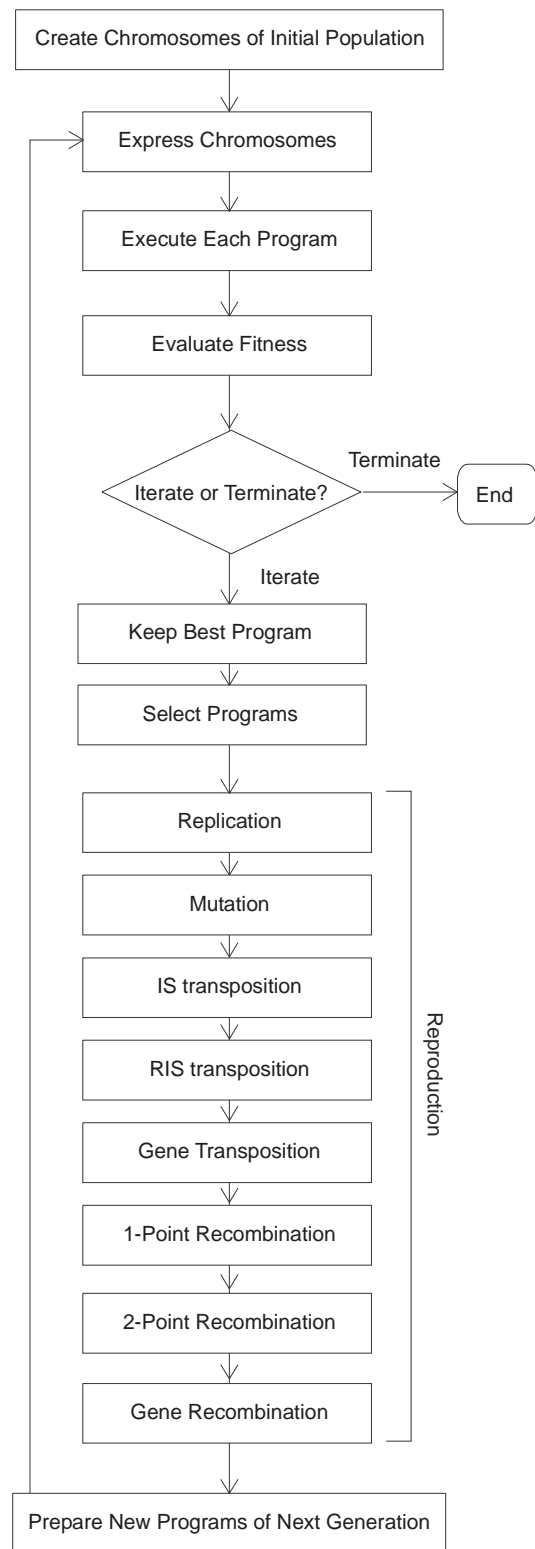 Create Chromosomes of Initial Population
Express Chromosomes
Execute Each Program
Evaluate Fitness
Iterate or Terminate?
Terminate
End
Iterate
Keep Best Program
Select Programs
Replication
Mutation
IS transposition
RIS transposition
Gene Transposition
1-Point Recombination
2-Point Recombination
Gene Recombination
Reproduction
Prepare New Programs of Next Generation